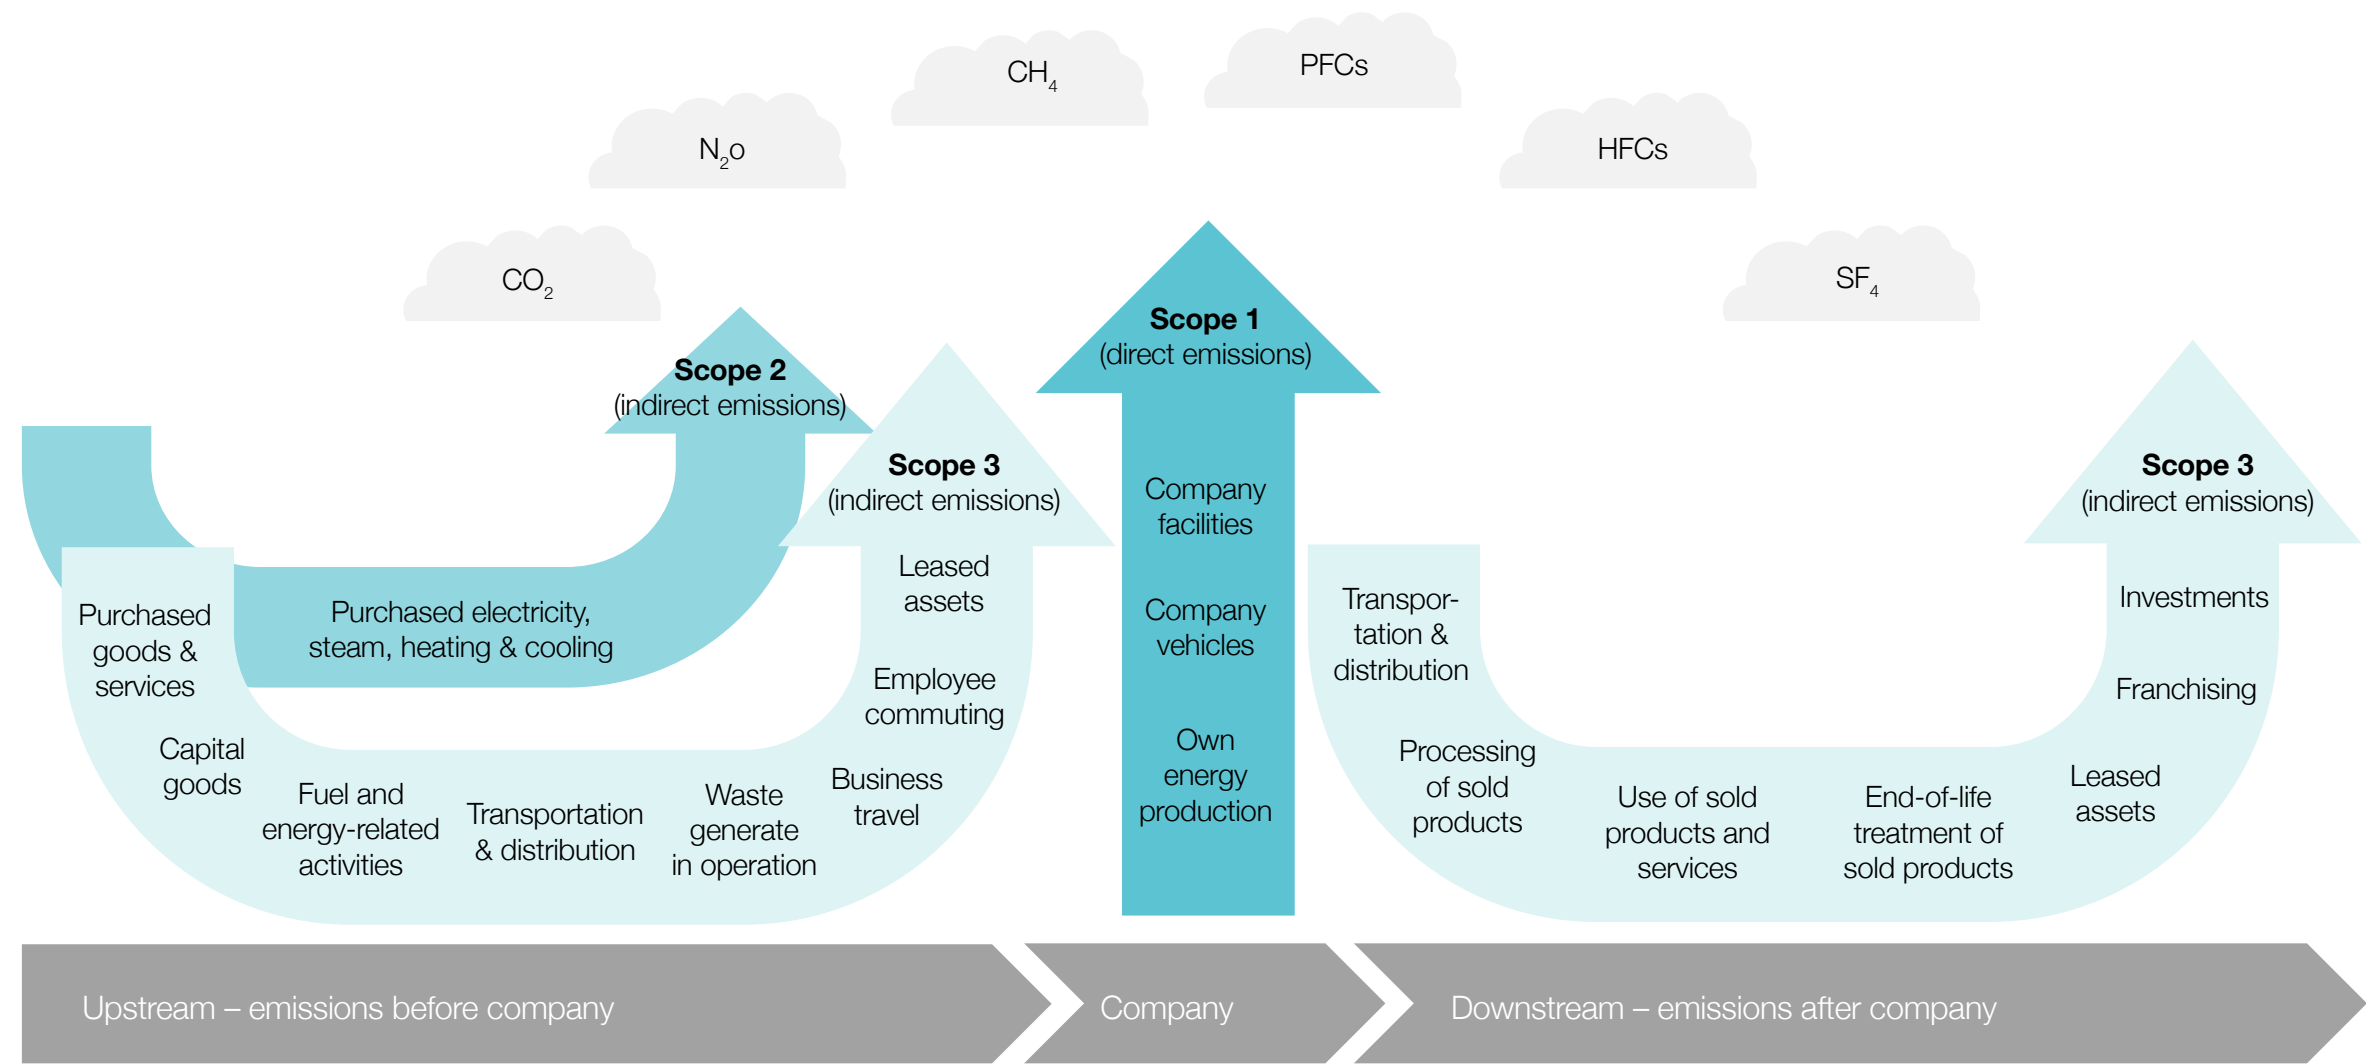 CO₂
N₂o
CH₄
PFCs
HFCs
SF₄
Scope 2
(indirect emissions)
Purchased electricity,
steam, heating & cooling
Scope 3
(indirect emissions)
Purchased
goods &
services
Capital
goods
Fuel and
energy-related
activities
Transportation
& distribution
Waste
generate
in operation
Business
travel
Employee
commuting
Leased
assets
Scope 1
(direct emissions)
Company
facilities
Company
vehicles
Own
energy
production
Scope 3
(indirect emissions)
Transpor-
tation &
distribution
Processing
of sold
products
Use of sold
products and
services
End-of-life
treatment of
sold products
Leased
assets
Franchising
Investments
Upstream – emissions before company
Company
Downstream – emissions after company